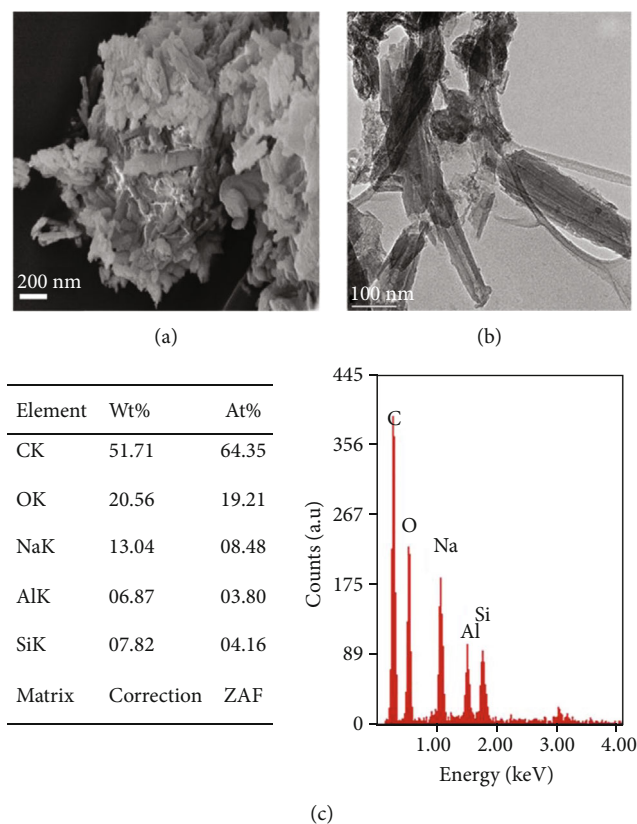 200 nm
100 nm
(a)
(b)
Element Wt% At%
CK 51.71 64.35
OK 20.56 19.21
NaK 13.04 08.48
AlK 06.87 03.80
SiK 07.82 04.16
Matrix Correction ZAF
445
356
267
175
89
0
Counts (a.u)
C
O
Na
Al
Si
1.00 2.00 3.00 4.00
Energy (keV)
(c)